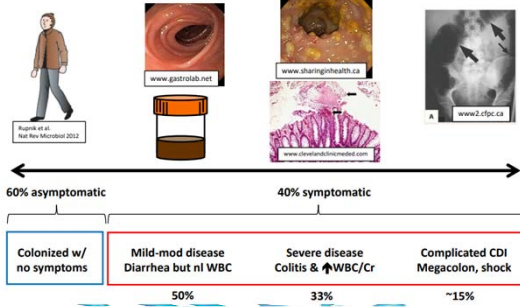 www.gastrolab.net
www.sharinginhealth.ca
Rupnik et al.
Nat Rev Microbiol 2012
www.clevelandclinicmeded.com
A
www2.cfpc.ca
60% asymptomatic
40% symptomatic
Colonized w/
no symptoms
Mild-mod disease
Diarrhea but nl WBC
Severe disease
Colitis & ↑WBC/Cr
Complicated CDI
Megacolon, shock
50%
33%
~15%